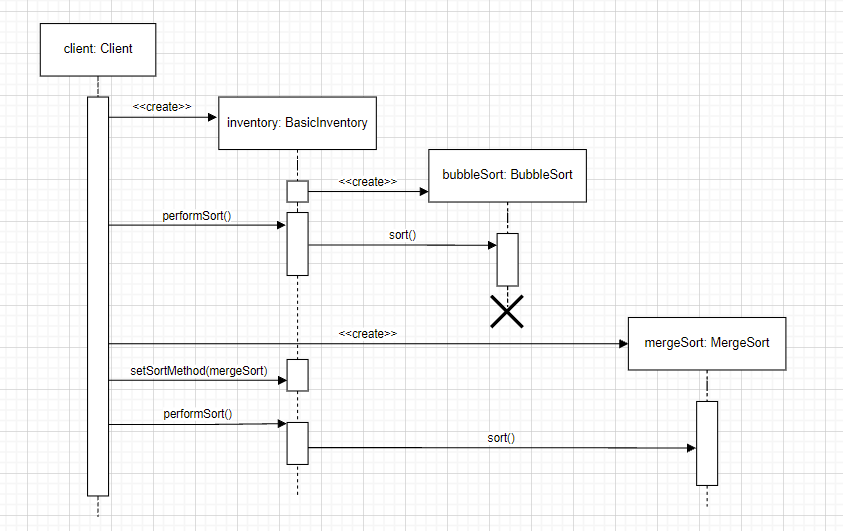 client: Client
<<create>>
inventory: BasicInventory
<<create>>
bubbleSort: BubbleSort
performSort()
sort()
<<create>>
mergeSort: MergeSort
setSortMethod(mergeSort)
performSort()
sort()